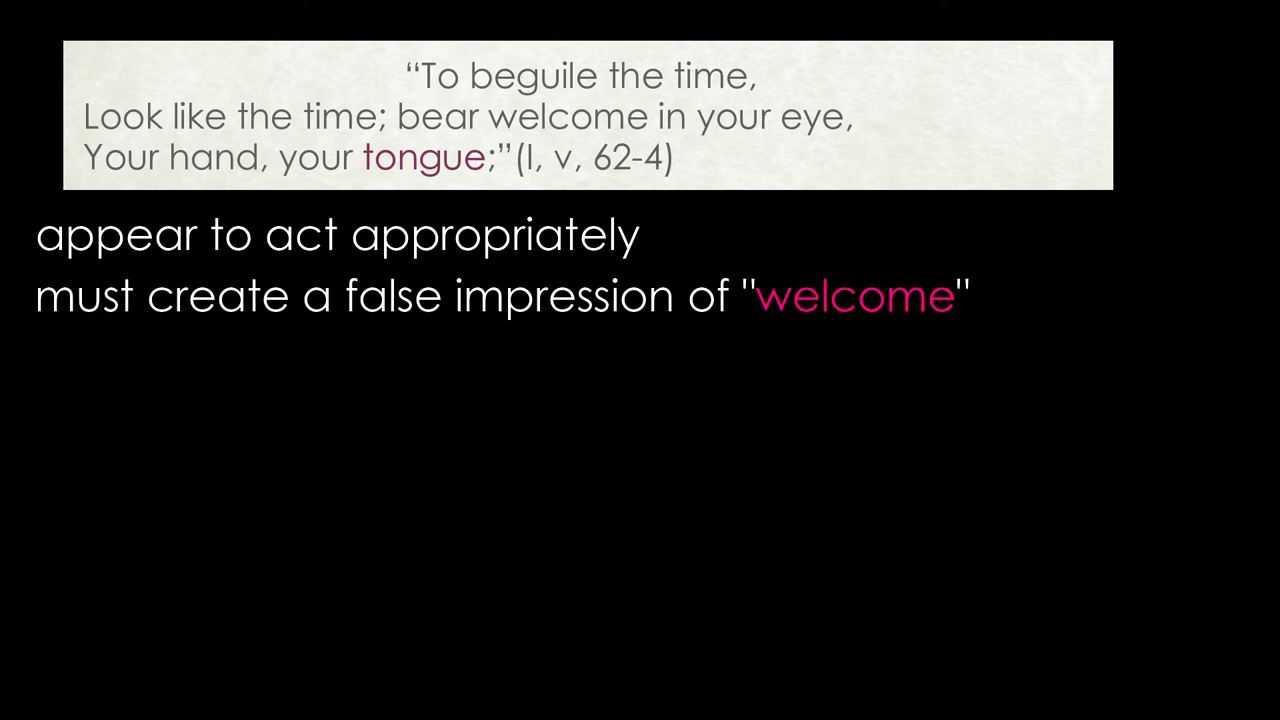 “To beguile the time,
Look like the time; bear welcome in your eye,
Your hand, your tongue;”(I, v, 62-4)
appear to act appropriately
must create a false impression of "welcome"